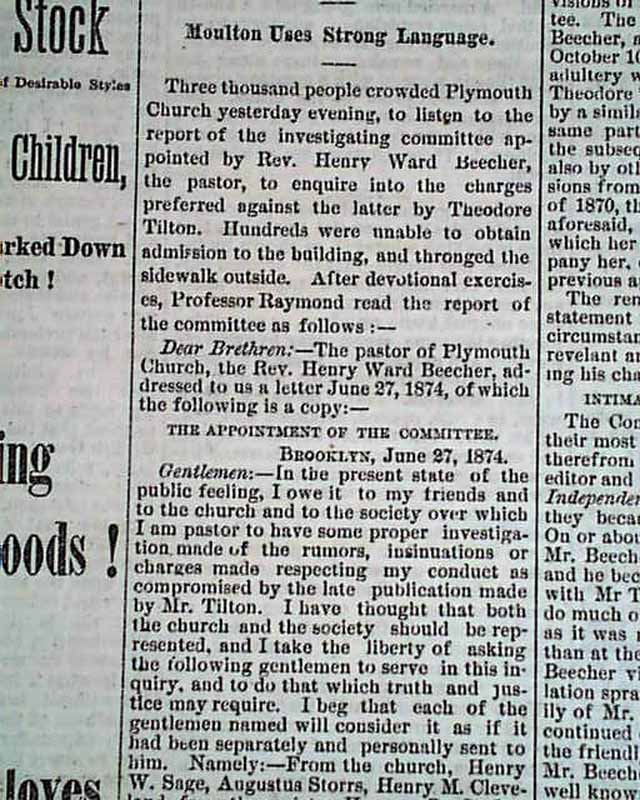 Stock
of Desirable Styles
Children,
arked Down
tch !
ing
oods !
loves
Moulton Uses Strong Language.
Three thousand people crowded Plymouth
Church yesterday evening, to listen to the
report of the investigating committee ap-
pointed by Rev. Henry Ward Beecher,
the pastor, to enquire into the charges
preferred against the latter by Theodore
Tilton. Hundreds were unable to obtain
admission to the building, and thronged the
sidewalk outside. After devotional exercis-
es, Professor Raymond read the report of
the committee as follows :—
Dear Brethren:—The pastor of Plymouth
Church, the Rev. Henry Ward Beecher, ad-
dressed to us a letter June 27, 1874, of which
the following is a copy:—
THE APPOINTMENT OF THE COMMITTEE.
BROOKLYN, June 27, 1874.
Gentlemen:—In the present state of the
public feeling, I owe it to my friends and
to the church and to the society over which
I am pastor to have some proper investiga-
tion made of the rumors, insinuations or
charges made respecting my conduct as
compromised by the late publication made
by Mr. Tilton. I have thought that both
the church and the society should be rep-
resented, and I take the liberty of asking
the following gentlemen to serve in this in-
quiry, and to do that which truth and jus-
tice may require. I beg that each of the
gentlemen named will consider it as if it
had been separately and personally sent to
him. Namely:—From the church, Henry
W. Sage, Augustus Storrs, Henry M. Cleve-
visions of
tee. The
Beecher, a
October 10
adultery w
Theodore
by a simila
same part
the subseq
also by oth
sions from
of 1870, th
aforesaid,
which her
pany her,
previous a
The ren
statement
circumstan
revelant an
ing his cha
INTIMA
The Com
their most
therefrom
editor and
Independen
they becam
On or abou
Mr. Beech
and he bec
with Mr T
do much o
as it was
than at the
Beecher vi
lation spra
ily of Mr.
continued
the friendl
Mr. Beech
well know